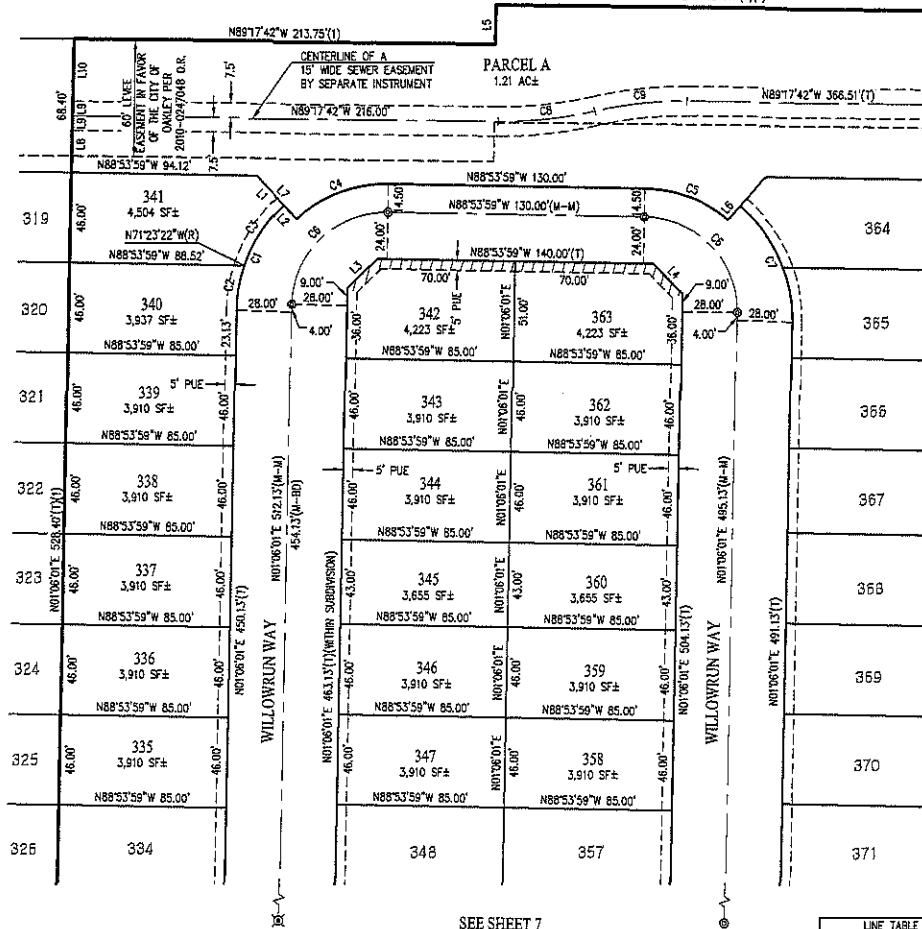 N89°17'42"W 213.75'(T)
L5
CENTERLINE OF A
15' WIDE SEWER EASEMENT
BY SEPARATE INSTRUMENT
PARCEL A
1.21 AC±
L10
68.40'
L9
L9
L8
60' LEVEE
EASEMENT IN FAVOR
OF THE CITY OF
OAKLEY PER
2010-0247048 O.R.
7.5'
7.5'
N89°17'42"W 216.00'
C8
C9
N89°17'42"W 366.51'(T)
N88°53'59"W 94.12'
L1
L7
C4
N88°53'59"W 130.00'
C5
L6
14.50'
N88°53'59"W 130.00'(M-M)
14.50'
319
46.00'
341
4,504 SF±
C3
L2
C6
24.00'
24.00'
C6
C7
364
N71°23'22"W(R)
C1
N88°53'59"W 88.52'
N88°53'59"W 140.00'(T)
L3
70.00'
70.00'
L4
9.00'
9.00'
C2
320
46.00'
340
3,937 SF±
23.13'
28.00'
28.00'
4.00'
36.00'
342
4,223 SF±
5' PUE
N01°06'01"E
51.00'
363
4,223 SF±
36.00'
28.00'
4.00'
28.00'
365
N88°53'59"W 85.00'
N88°53'59"W 85.00'
N88°53'59"W 85.00'
5' PUE
321
46.00'
339
3,910 SF±
46.00'
46.00'
343
3,910 SF±
N01°06'01"E
46.00'
362
3,910 SF±
46.00'
366
N88°53'59"W 85.00'
N88°53'59"W 85.00'
N88°53'59"W 85.00'
5' PUE
5' PUE
322
46.00'
338
3,910 SF±
46.00'
46.00'
344
3,910 SF±
N01°06'01"E
46.00'
361
3,910 SF±
46.00'
367
N88°53'59"W 85.00'
N88°53'59"W 85.00'
N88°53'59"W 85.00'
N01°06'01"E 512.13'(M-M)
454.13'(M-BD)
N01°06'01"E 495.13'(M-M)
323
N01°06'01"E 528.40'(T)(1)
46.00'
337
3,910 SF±
46.00'
43.00'
345
3,655 SF±
N01°06'01"E
43.00'
360
3,655 SF±
43.00'
368
N88°53'59"W 85.00'
N88°53'59"W 85.00'
N88°53'59"W 85.00'
N01°06'01"E 450.13'(T)
N01°06'01"E 463.13'(T)(WITHIN SUBDIVISION)
N01°06'01"E 504.13'(T)
N01°06'01"E 491.13'(T)
324
46.00'
336
3,910 SF±
46.00'
46.00'
346
3,910 SF±
N01°06'01"E
46.00'
359
3,910 SF±
46.00'
369
N88°53'59"W 85.00'
N88°53'59"W 85.00'
N88°53'59"W 85.00'
WILLOWRUN WAY
WILLOWRUN WAY
325
46.00'
335
3,910 SF±
46.00'
46.00'
347
3,910 SF±
N01°06'01"E
46.00'
358
3,910 SF±
46.00'
370
N88°53'59"W 85.00'
N88°53'59"W 85.00'
N88°53'59"W 85.00'
326
334
348
357
371
SEE SHEET 7
LINE TABLE